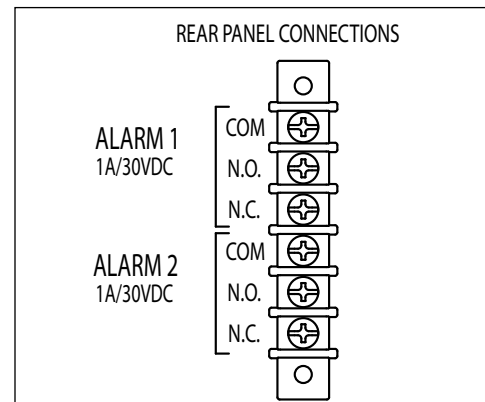 REAR PANEL CONNECTIONS
ALARM 1
1A/30VDC
COM
N.O.
N.C.
ALARM 2
1A/30VDC
COM
N.O.
N.C.